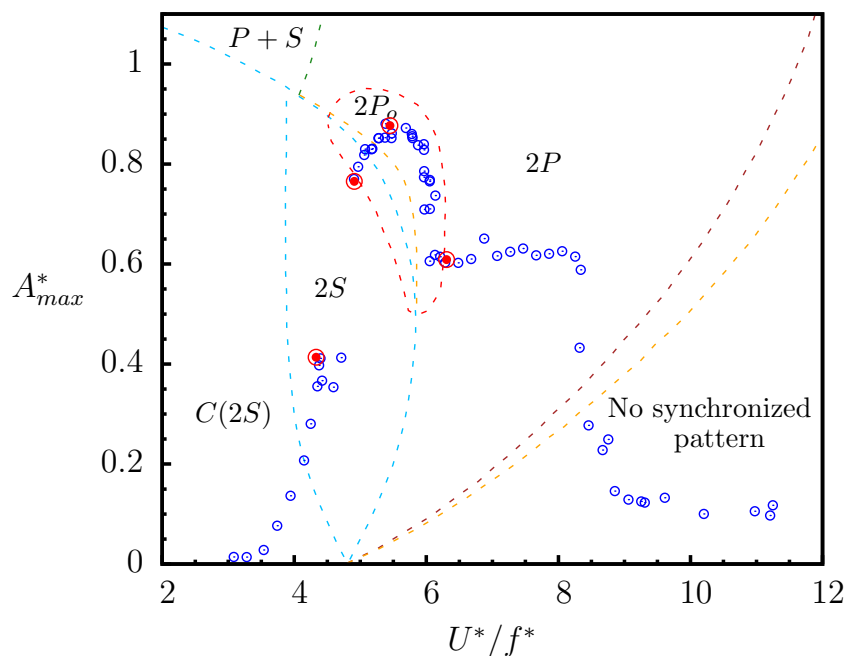 P + S
1
2P_o
0.8
2P
0.6
A*_{max}
2S
0.4
C(2S)
No synchronized
pattern
0.2
0
2 4 6 8 10 12
U*/f*